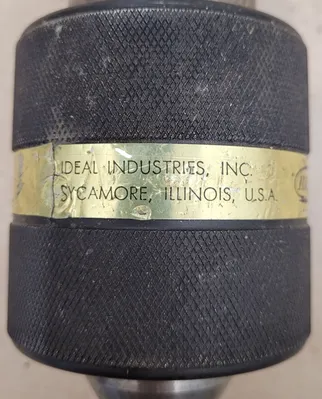 IDEAL INDUSTRIES, INC.
SYCAMORE, ILLINOIS, U.S.A.